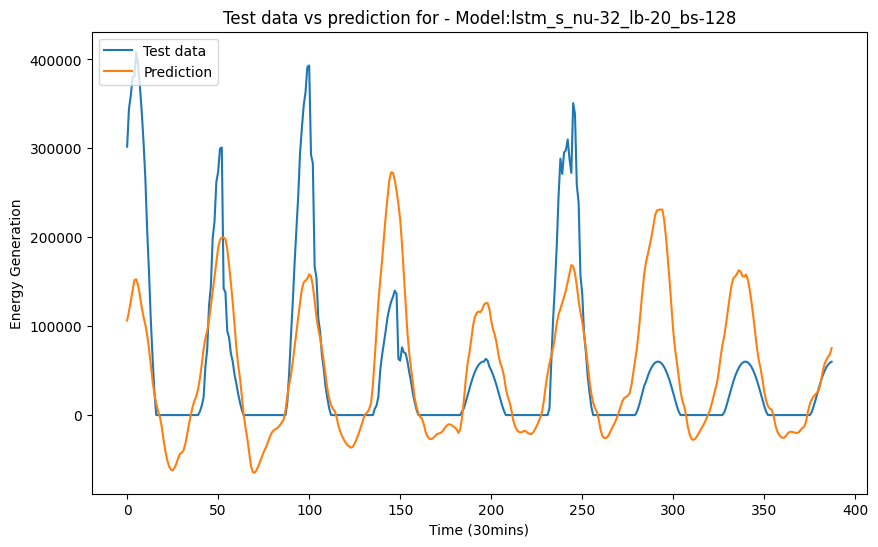 Test data vs prediction for - Model:lstm_s_nu-32_lb-20_bs-128
Test data
Prediction
400000
300000
200000
100000
0
Energy Generation
0 50 100 150 200 250 300 350 400
Time (30mins)